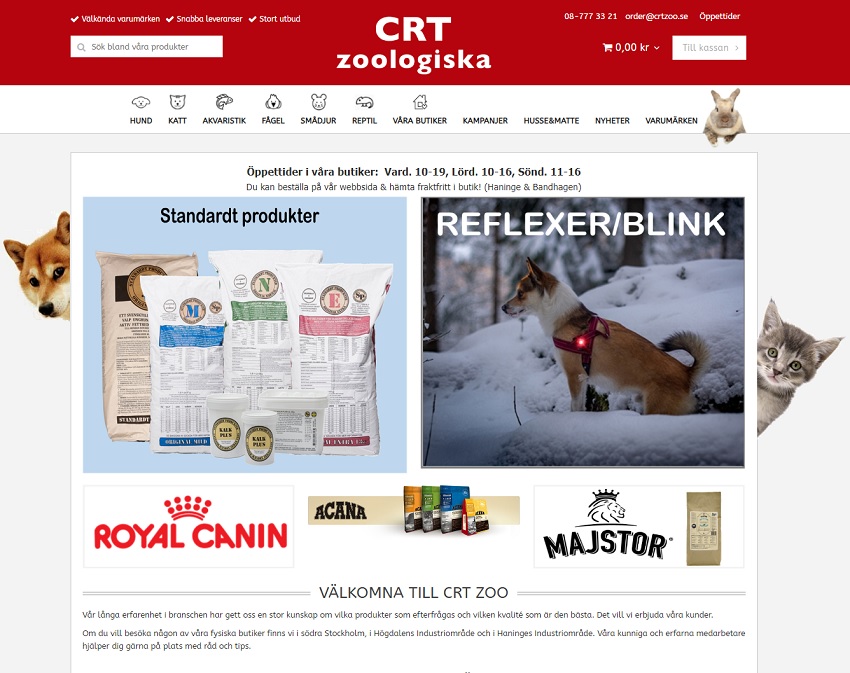 Välkända varumärken Snabba leveranser Stort utbud
08-777 33 21 order@crtzoo.se Öppettider
CRT
zoologiska
Sök bland våra produkter
0,00 kr
Till kassan
HUND KATT AKVARISTIK FÅGEL SMÅDJUR REPTIL VÅRA BUTIKER KAMPANJER HUSSE&MATTE NYHETER VARUMÄRKEN
Öppettider i våra butiker: Vard. 10-19, Lörd. 10-16, Sönd. 11-16
Du kan beställa på vår webbsida & hämta fraktfritt i butik! (Haninge & Bandhagen)
Standardt produkter
M
N
E
ORIGINAL MILD
KALK
PLUS
KALK
PLUS
REFLEXER/BLINK
ROYAL CANIN
ACANA
MAJSTOR
VÄLKOMNA TILL CRT ZOO
Vår långa erfarenhet i branschen har gett oss en stor kunskap om vilka produkter som efterfrågas och vilken kvalité som är den bästa. Det vill vi erbjuda våra kunder.
Om du vill besöka någon av våra fysiska butiker finns vi i södra Stockholm, i Högdalens Industriområde och i Haninges Industriområde. Våra kunniga och erfarna medarbetare
hjälper dig gärna på plats med råd och tips.